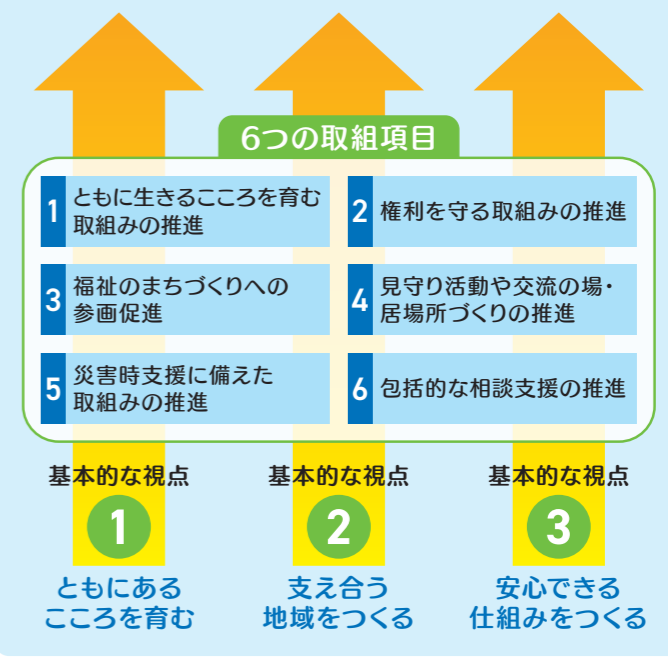 6つの取組項目
1
ともに生きるこころを育む
取組みの推進
2
権利を守る取組みの推進
3
福祉のまちづくりへの
参画促進
4
見守り活動や交流の場・
居場所づくりの推進
5
災害時支援に備えた
取組みの推進
6
包括的な相談支援の推進
基本的な視点
1
ともにある
こころを育む
基本的な視点
2
支え合う
地域をつくる
基本的な視点
3
安心できる
仕組みをつくる